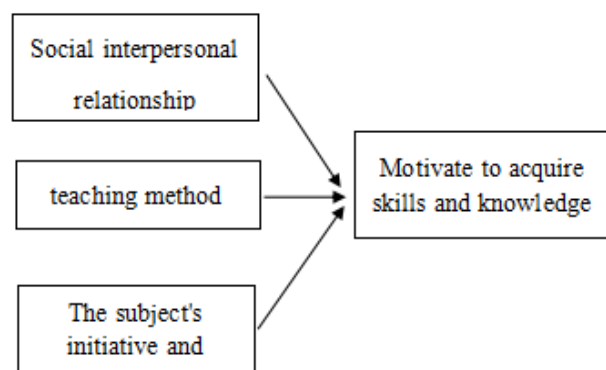 Social interpersonal
relationship
teaching method
The subject's
initiative and
Motivate to acquire
skills and knowledge